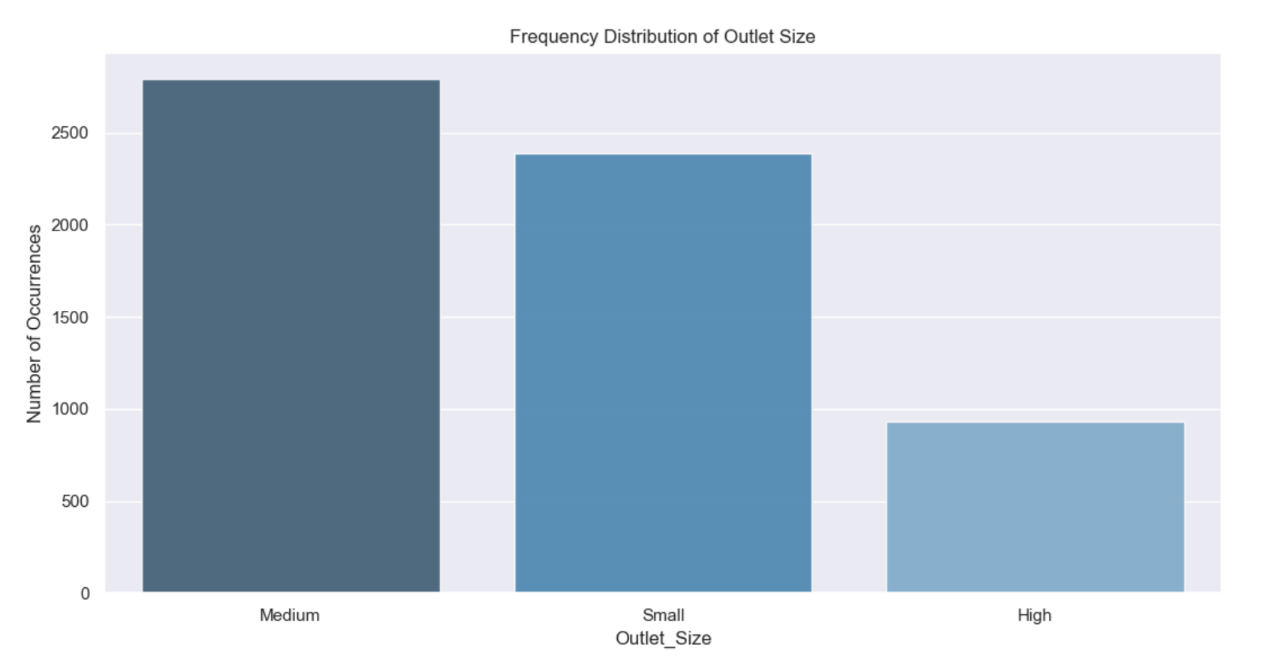 Frequency Distribution of Outlet Size
Number of Occurrences
2500
2000
1500
1000
500
0
Medium Small High
Outlet_Size